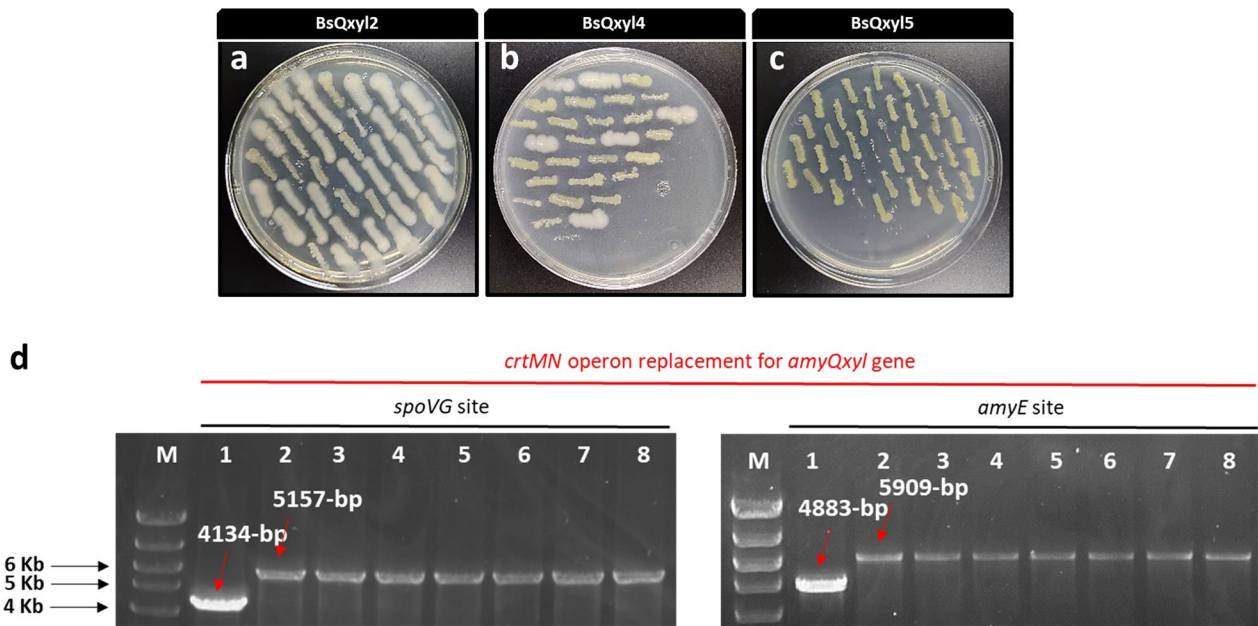 BsQxyl2 BsQxyl4 BsQxyl5
a b c
d
crtMN operon replacement for amyQxyl gene
spoVG site amyE site
M 1 2 3 4 5 6 7 8 M 1 2 3 4 5 6 7 8
5157-bp 5909-bp
4134-bp 4883-bp
6 Kb
5 Kb
4 Kb